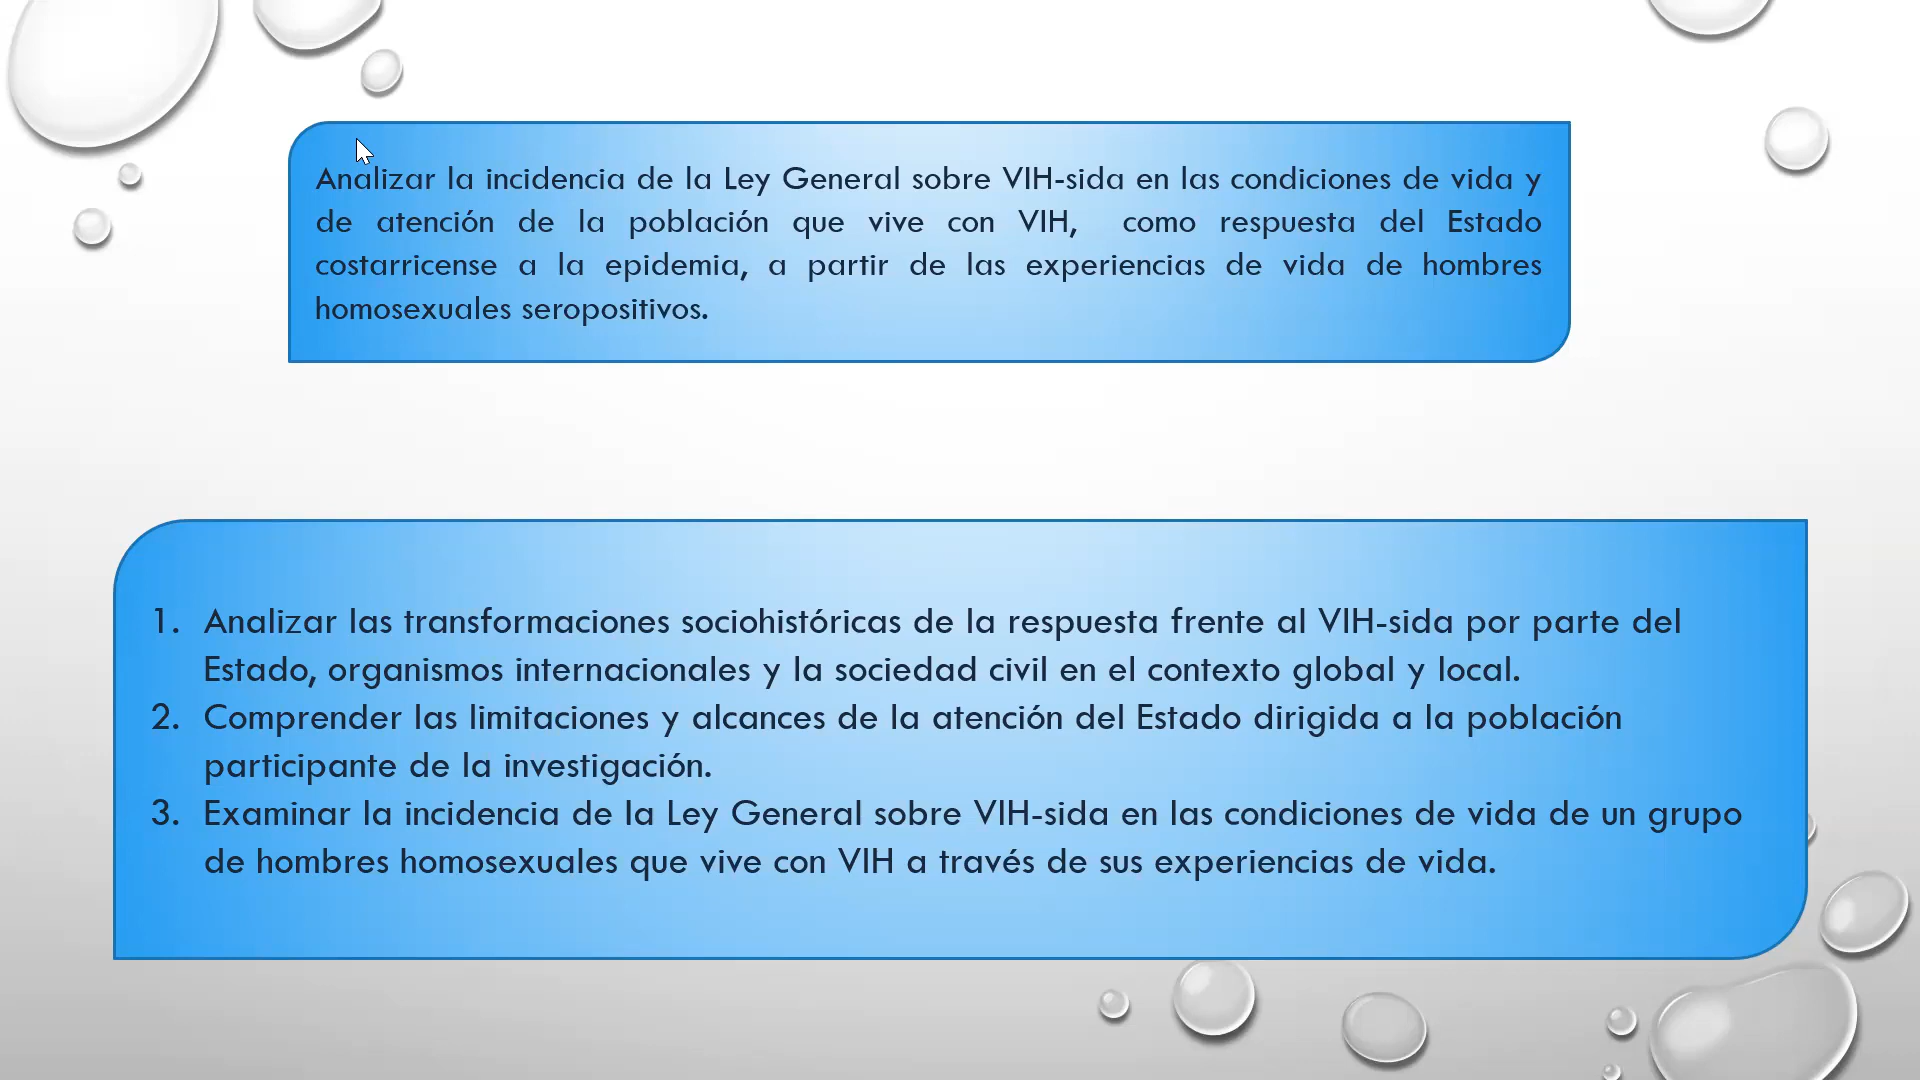 Analizar la incidencia de la Ley General sobre VIH-sida en las condiciones de vida y
de atención de la población que vive con VIH, como respuesta del Estado
costarricense a la epidemia, a partir de las experiencias de vida de hombres
homosexuales seropositivos.
1. Analizar las transformaciones sociohistóricas de la respuesta frente al VIH-sida por parte del
Estado, organismos internacionales y la sociedad civil en el contexto global y local.
2. Comprender las limitaciones y alcances de la atención del Estado dirigida a la población
participante de la investigación.
3. Examinar la incidencia de la Ley General sobre VIH-sida en las condiciones de vida de un grupo
de hombres homosexuales que vive con VIH a través de sus experiencias de vida.